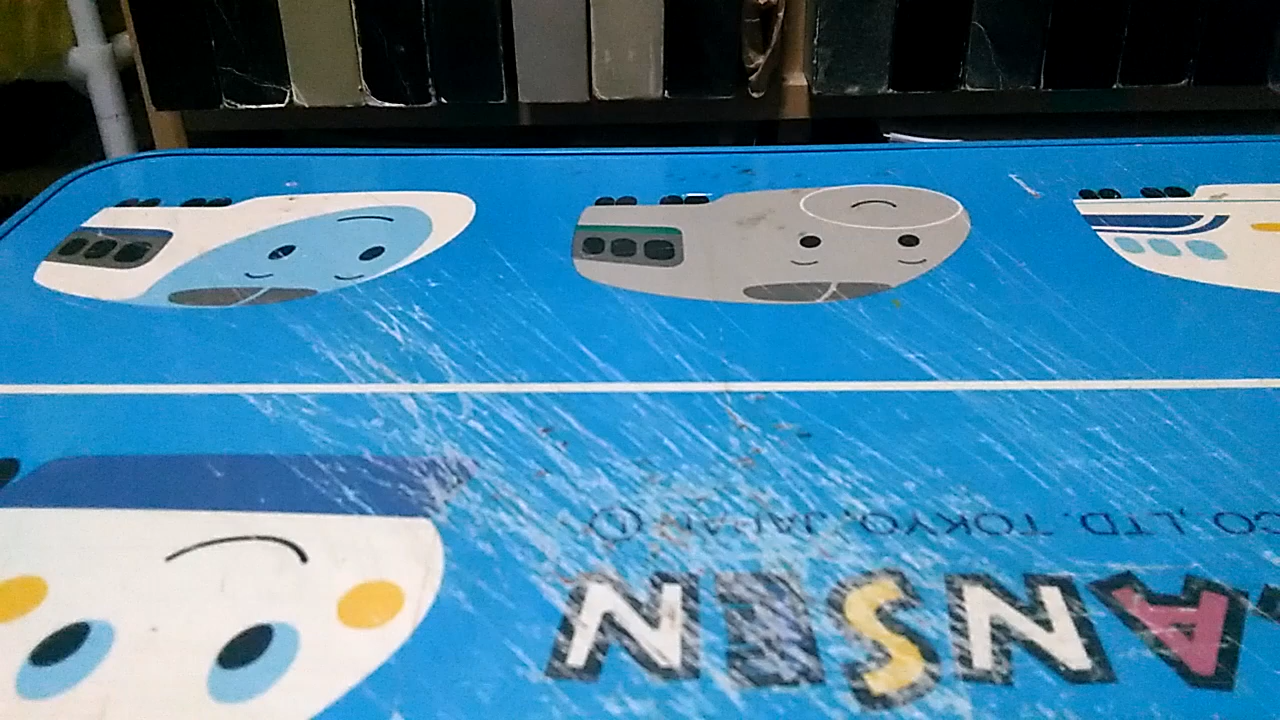 ANSEN
CO.,LTD. TOKYO, JAPAN Ⓛ